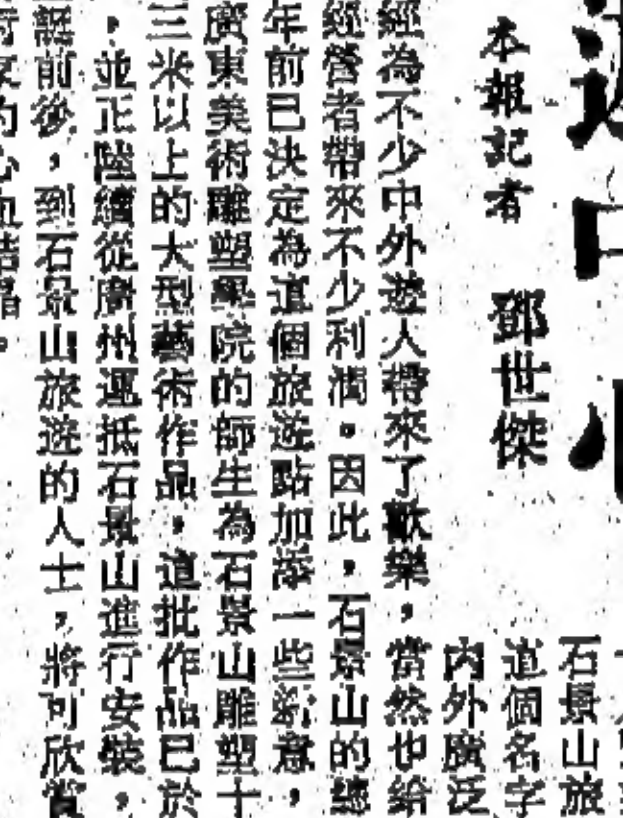 本報記者 鄧世傑
石景山旅
這個名字
內外廣泛
經為不少中外遊人帶來了歡樂，當然也給
經營者帶來不少利潤。因此，石景山的總
年前已決定為這個旅遊點加添一些新意，
廣東美術雕塑學院的師生為石景山雕塑十
三米以上的大型藝術作品。這批作品已於
，並正陸續從廣州運抵石景山進行安裝，
前後，到石景山旅遊的人士，將可欣賞